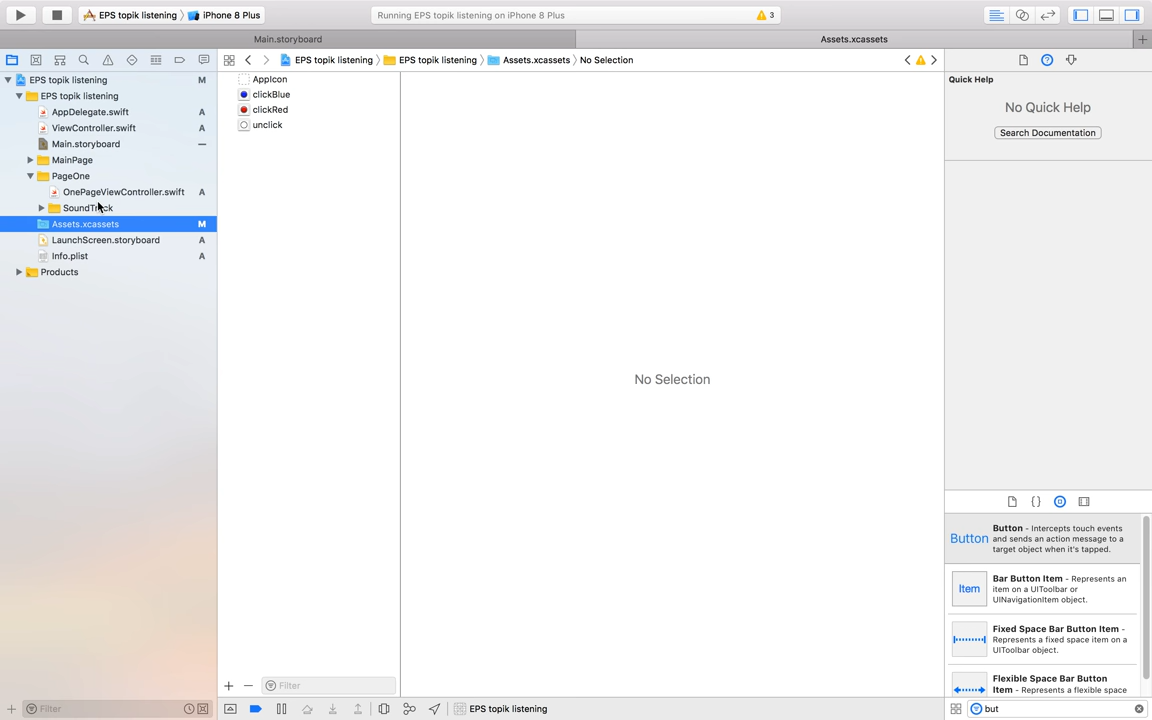 EPS topik listening
iPhone 8 Plus
Running EPS topik listening on iPhone 8 Plus
3
Main.storyboard
Assets.xcassets
EPS topik listening
M
EPS topik listening
AppDelegate.swift
A
ViewController.swift
A
Main.storyboard
MainPage
PageOne
OnePageViewController.swift
A
SoundTrack
Assets.xcassets
M
LaunchScreen.storyboard
A
Info.plist
A
Products
Filter
EPS topik listening
EPS topik listening
Assets.xcassets
No Selection
AppIcon
clickBlue
clickRed
unclick
No Selection
Filter
EPS topik listening
Quick Help
No Quick Help
Search Documentation
{}
Button
Button - Intercepts touch events
and sends an action message to a
target object when it's tapped.
Item
Bar Button Item - Represents an
item on a UIToolbar or
UINavigationItem object.
Fixed Space Bar Button Item -
Represents a fixed space item on a
UIToolbar object.
Flexible Space Bar Button
Item - Represents a flexible space
but